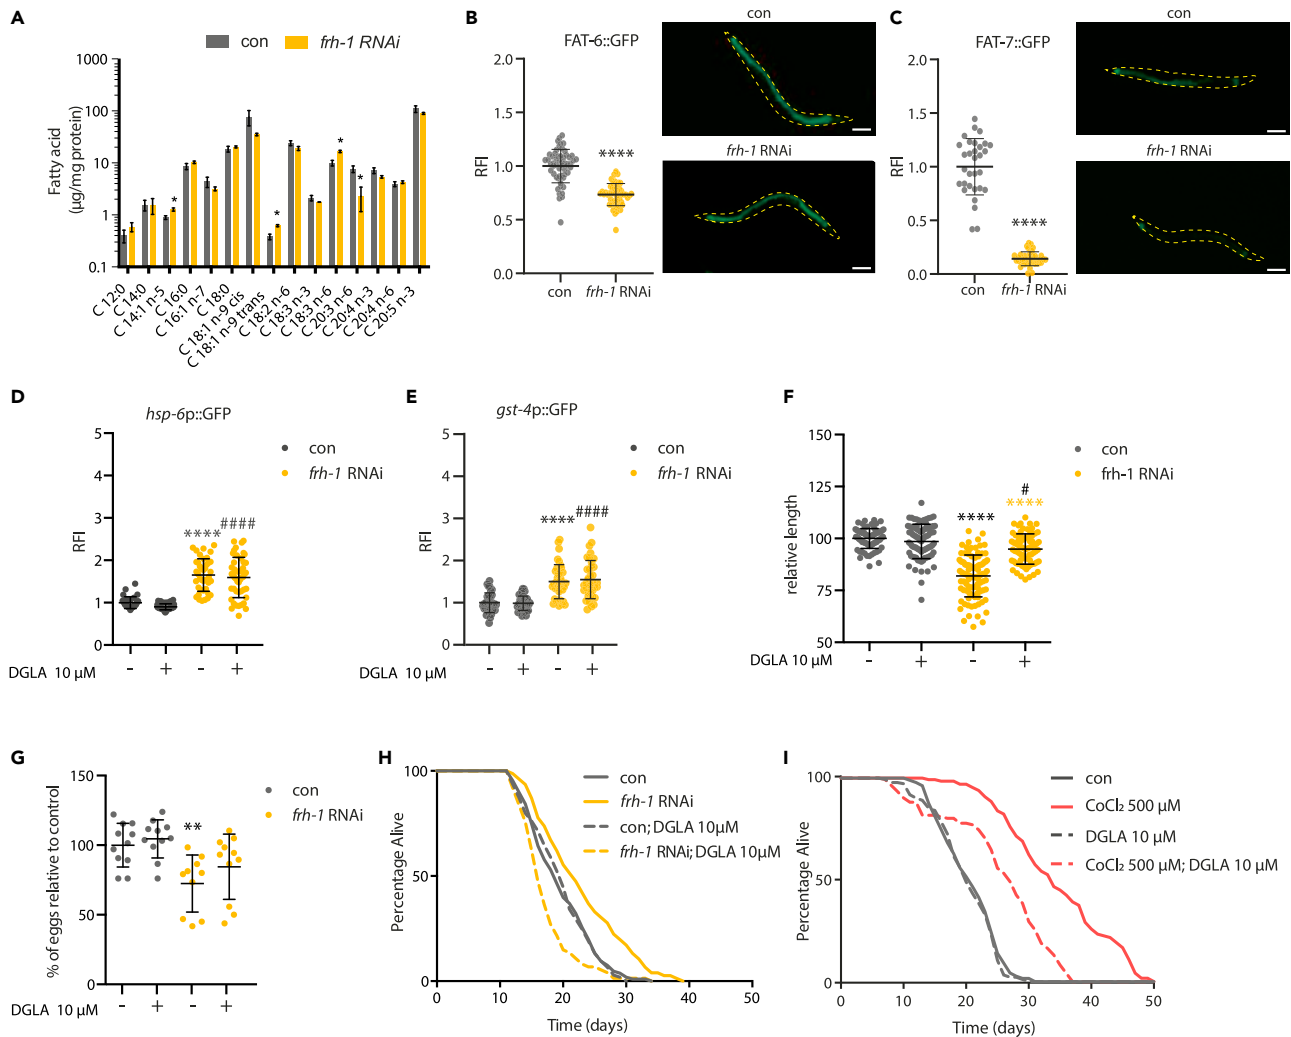 A
con
frh-1 RNAi
Fatty acid
(µg/mg protein)
1000
100
10
1
0.1
*
*
*
*
C 12:0
C 14:0
C 14:1 n-5
C 16:0
C 16:1 n-7
C 18:0
C 18:1 n-9 cis
C 18:1 n-9 trans
C 18:2 n-6
C 18:3 n-3
C 18:3 n-6
C 20:3 n-6
C 20:4 n-3
C 20:4 n-6
C 20:5 n-3
B
FAT-6::GFP
RFI
2.0
1.5
1.0
0.5
0.0
****
con
frh-1 RNAi
con
frh-1 RNAi
C
FAT-7::GFP
RFI
2.0
1.5
1.0
0.5
0.0
****
con
frh-1 RNAi
con
frh-1 RNAi
D
hsp-6p::GFP
con
frh-1 RNAi
RFI
5
4
3
2
1
0
****
####
DGLA 10 µM
- + - +
E
gst-4p::GFP
con
frh-1 RNAi
RFI
5
4
3
2
1
0
****
####
DGLA 10 µM
- + - +
F
con
frh-1 RNAi
relative length
150
125
100
75
50
****
#
****
DGLA 10 µM
- + - +
G
con
frh-1 RNAi
% of eggs relative to control
150
100
50
0
**
DGLA 10 µM
- + - +
H
Percentage Alive
100
50
0
0 10 20 30 40
Time (days)
con
frh-1 RNAi
con; DGLA 10µM
frh-1 RNAi; DGLA 10µM
I
Percentage Alive
100
50
0
0 10 20 30 40 50
Time (days)
con
CoCl₂ 500 µM
DGLA 10 µM
CoCl₂ 500 µM; DGLA 10 µM